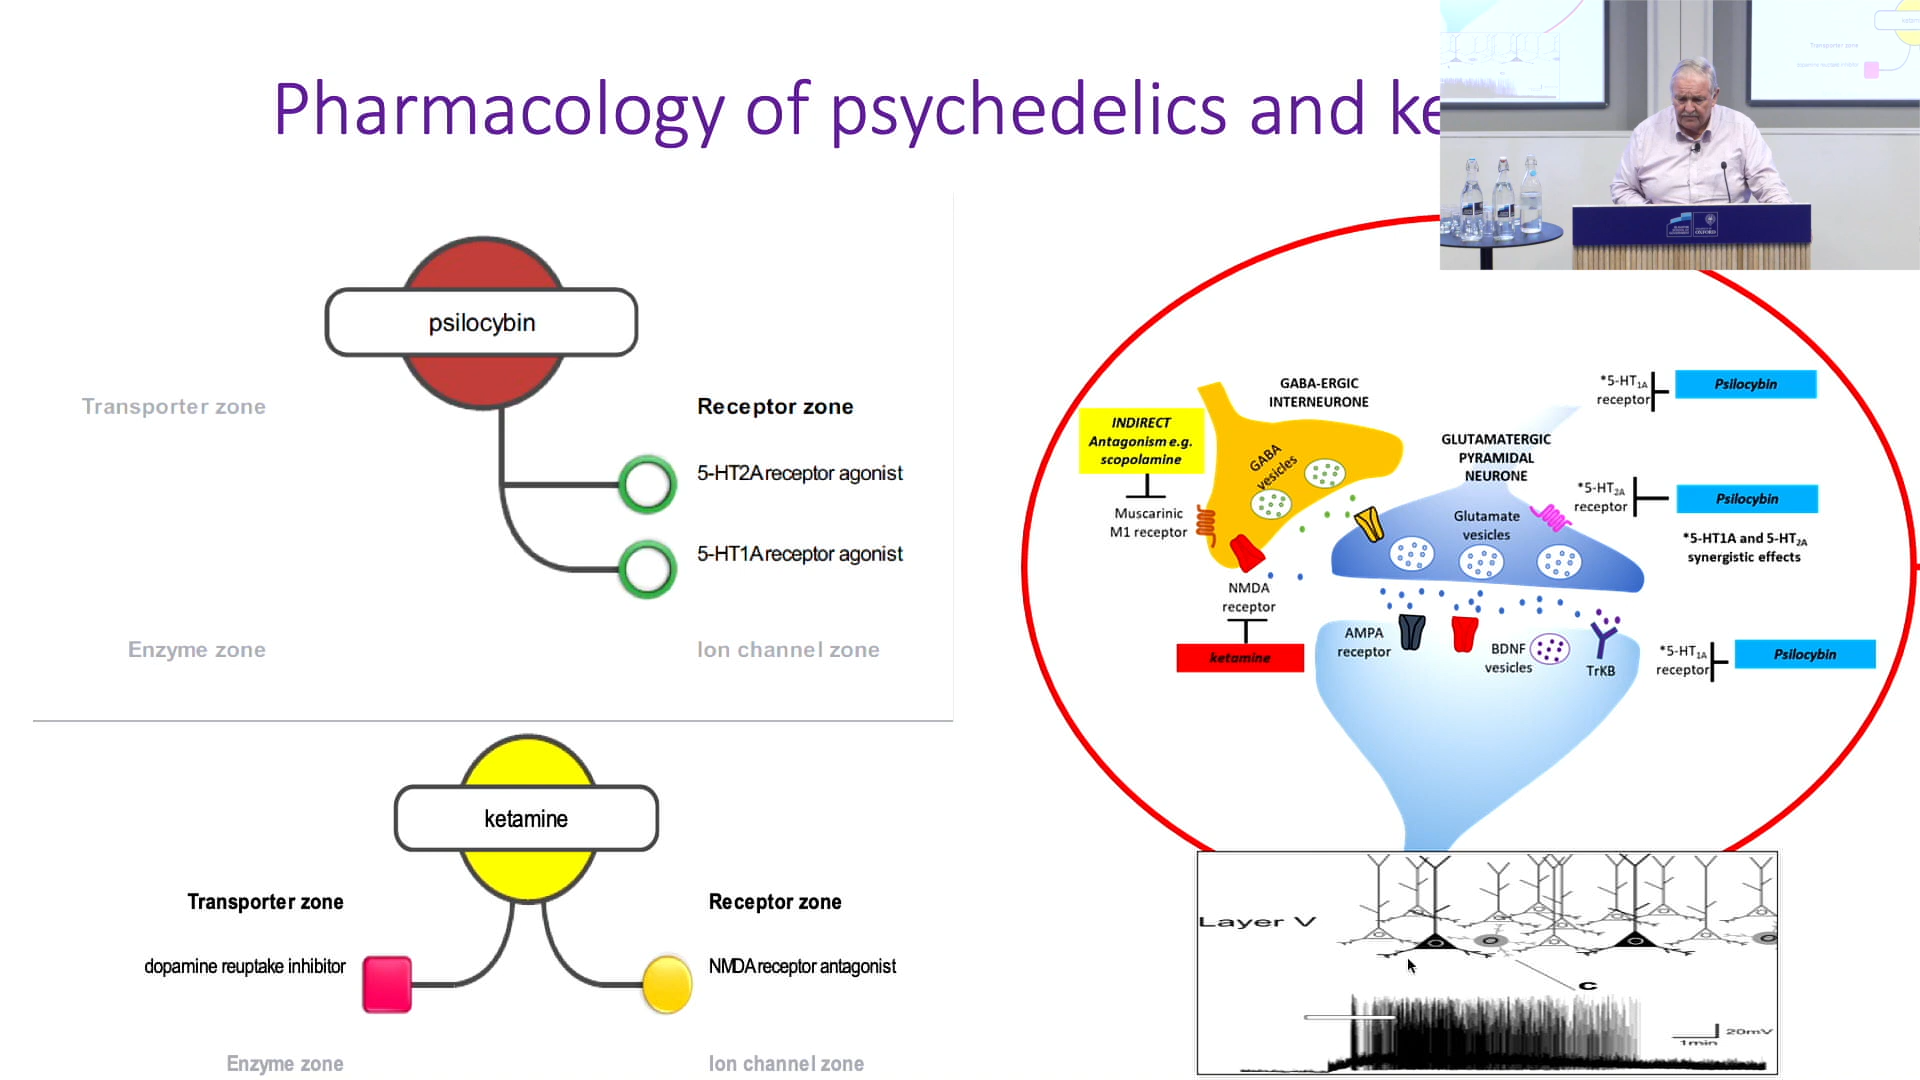 Pharmacology of psychedelics and ke
psilocybin
Transporter zone
Receptor zone
5-HT2A receptor agonist
5-HT1A receptor agonist
Enzyme zone
Ion channel zone
ketamine
Transporter zone
Receptor zone
dopamine reuptake inhibitor
NMDA receptor antagonist
Enzyme zone
Ion channel zone
GABA-ERGIC
INTERNEURONE
INDIRECT
Antagonism e.g.
scopolamine
Muscarinic
M1 receptor
GABA
vesicles
NMDA
receptor
ketamine
GLUTAMATERGIC
PYRAMIDAL
NEURONE
Glutamate
vesicles
*5-HT1A
receptor
Psilocybin
*5-HT2A
receptor
Psilocybin
*5-HT1A and 5-HT2A
synergistic effects
AMPA
receptor
BDNF
vesicles
TrKB
*5-HT1A
receptor
Psilocybin
Layer V
C
20mV
1min
OXFORD
Transporter zone